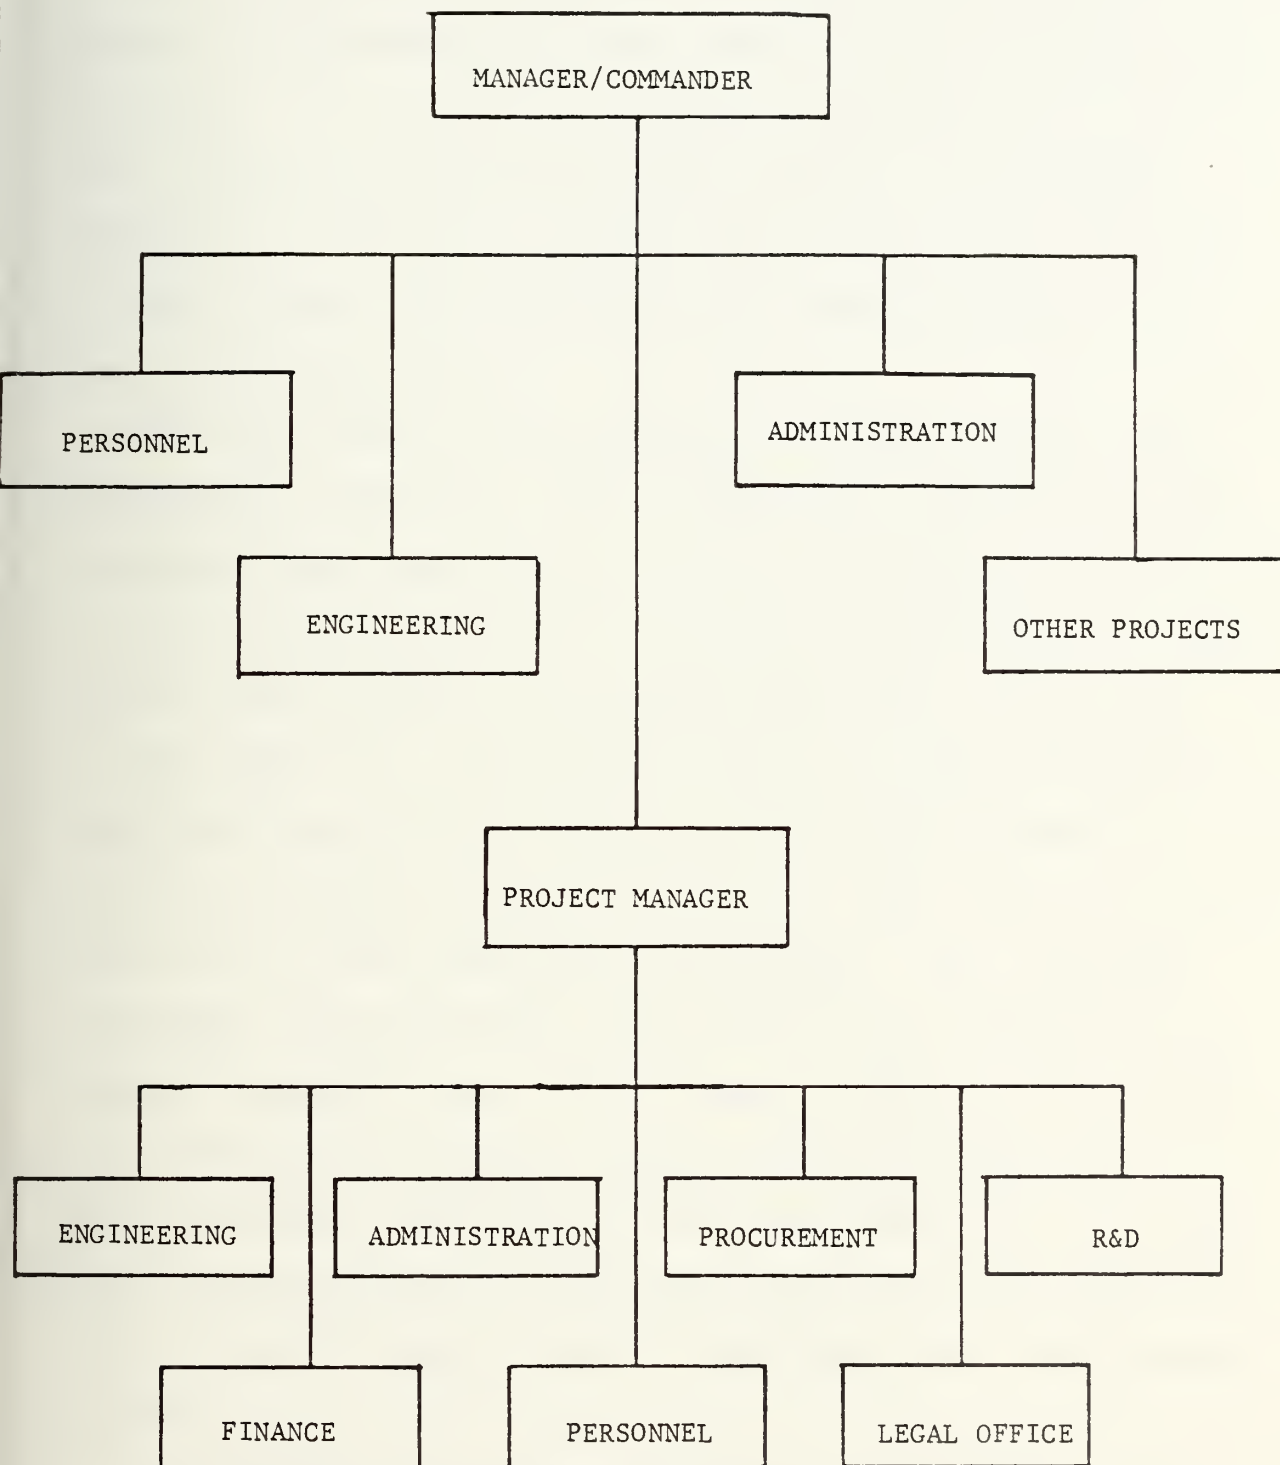 MANAGER/COMMANDER
PERSONNEL
ADMINISTRATION
ENGINEERING
OTHER PROJECTS
PROJECT MANAGER
ENGINEERING
ADMINISTRATION
PROCUREMENT
R&D
FINANCE
PERSONNEL
LEGAL OFFICE